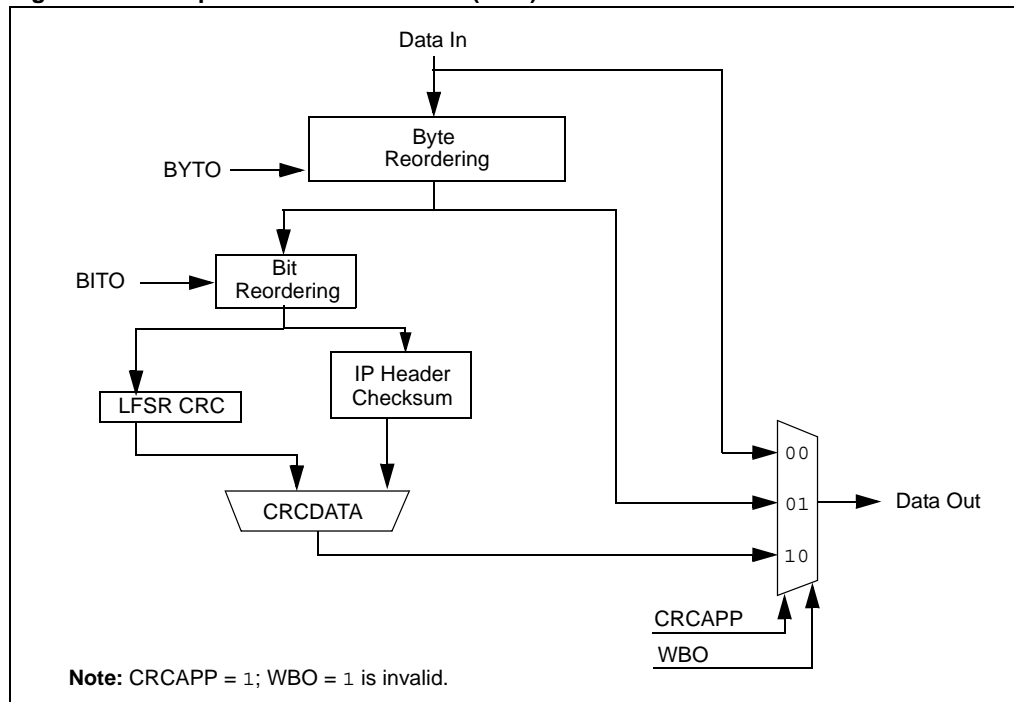 Data In
Byte
Reordering
BYTO
Bit
Reordering
BITO
IP Header
Checksum
LFSR CRC
00
CRCDATA
01
Data Out
10
CRCAPP
WBO
Note: CRCAPP = 1; WBO = 1 is invalid.